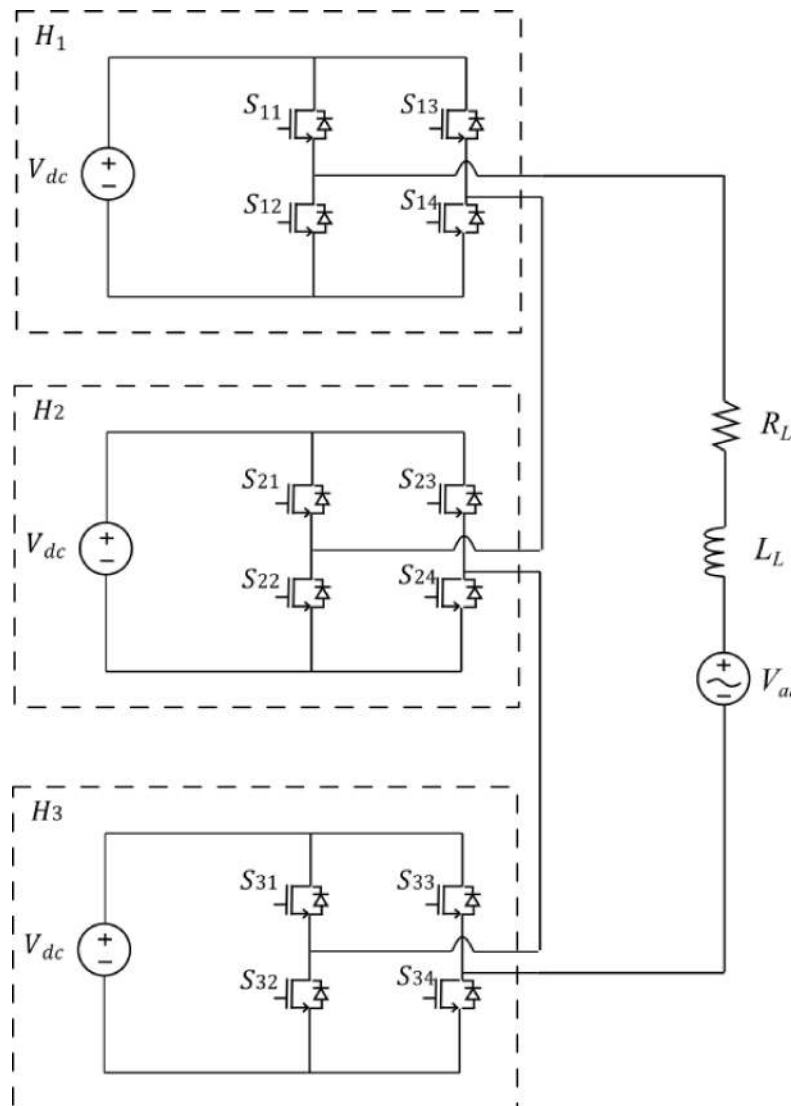 H1
S11 S13
Vdc + −
S12 S14
H2
S21 S23
Vdc + −
S22 S24
RL
LL
+ −
H3
S31 S33
Vdc + −
S32 S34